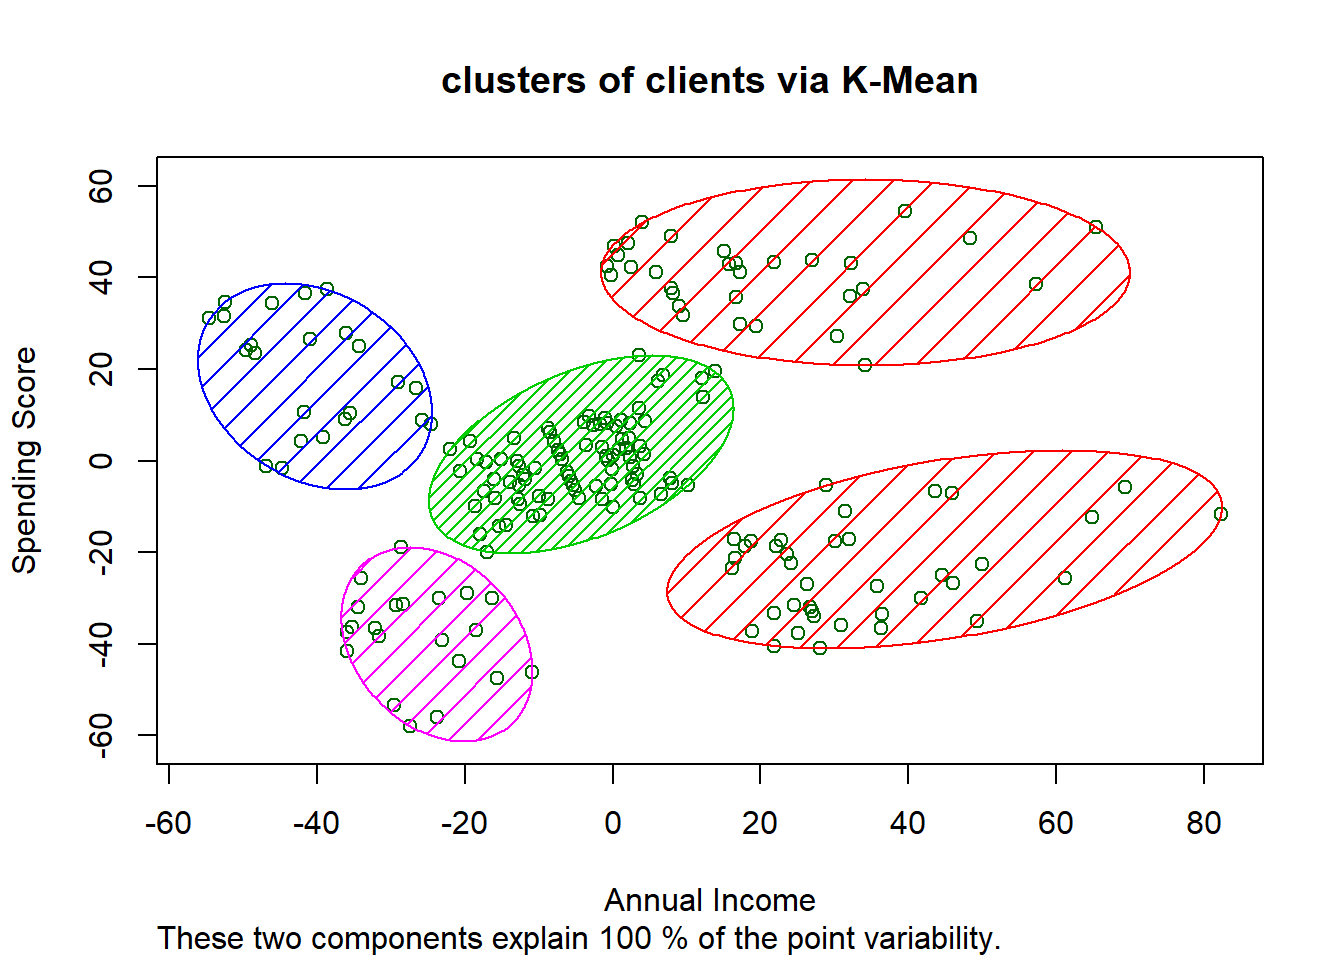 clusters of clients via K-Mean
60
40
20
0
-20
-40
-60
Spending Score
-60 -40 -20 0 20 40 60 80
Annual Income
These two components explain 100 % of the point variability.